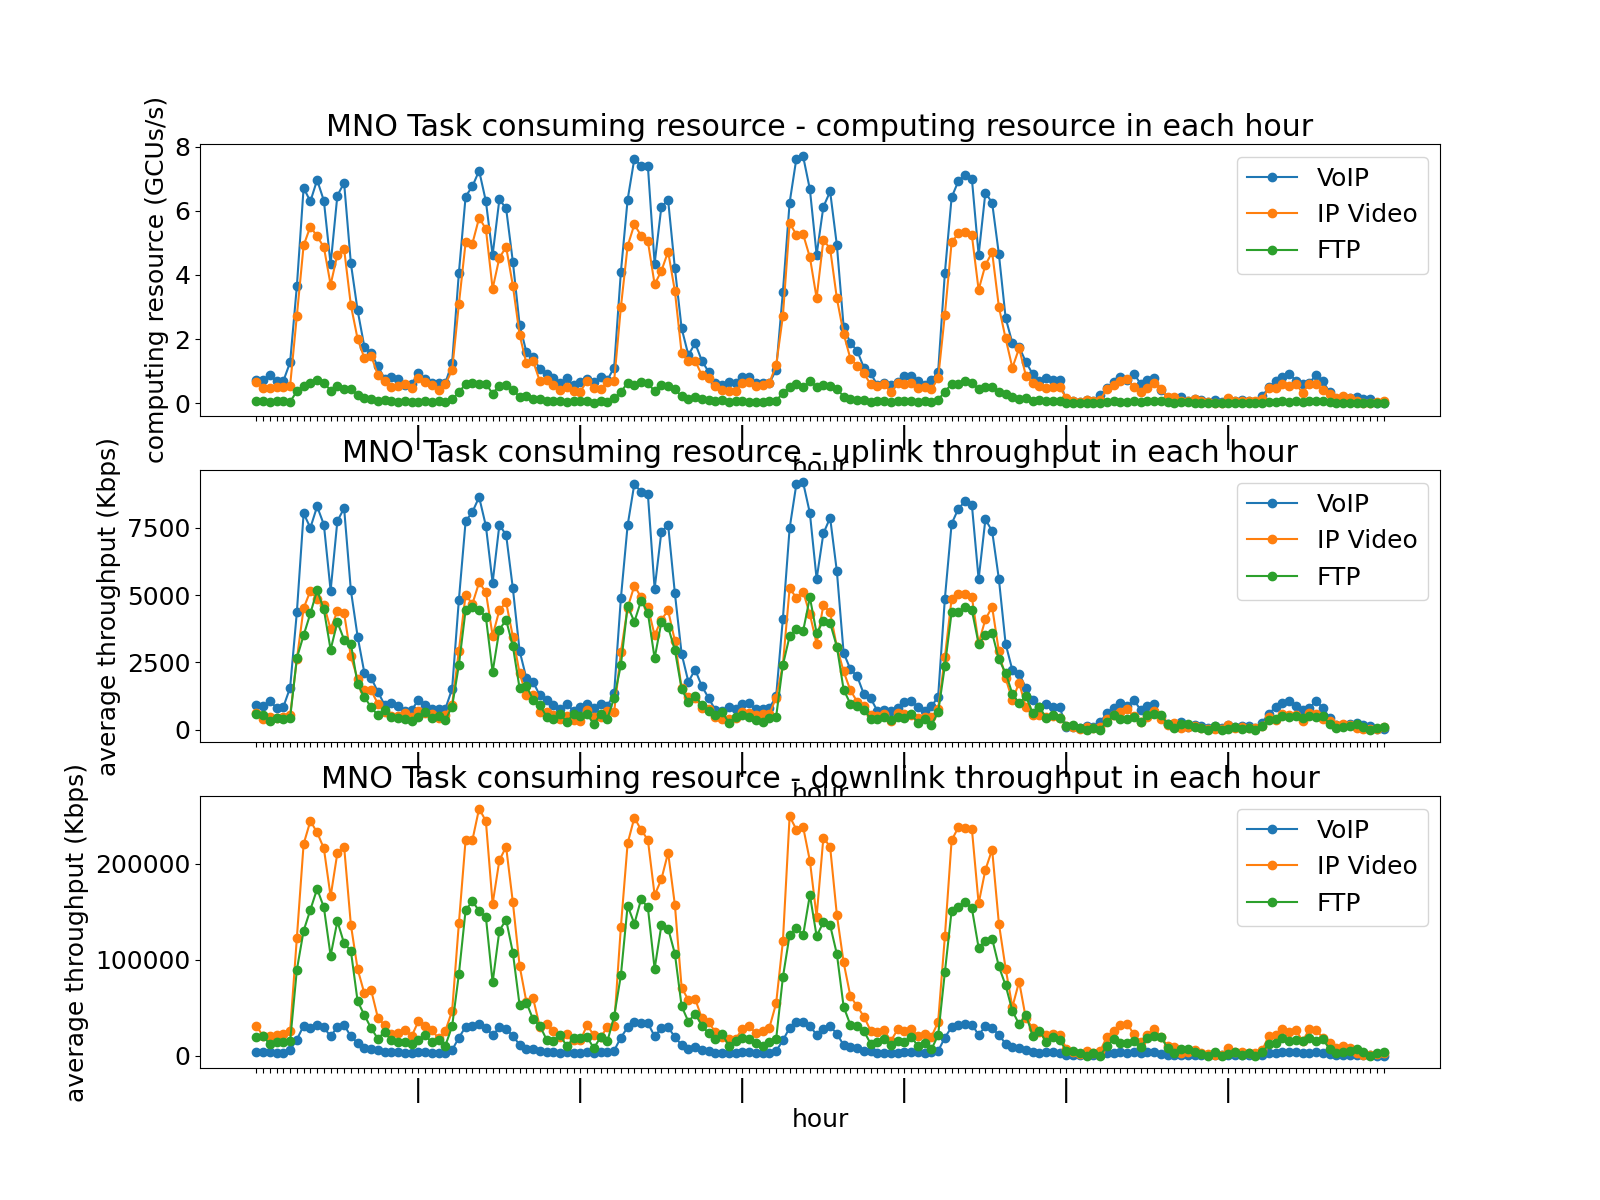 MNO Task consuming resource - computing resource in each hour
computing resource (GCUs/s)
8
6
4
2
0
VoIP
IP Video
FTP
hour
MNO Task consuming resource - uplink throughput in each hour
average throughput (Kbps)
7500
5000
2500
0
VoIP
IP Video
FTP
hour
MNO Task consuming resource - downlink throughput in each hour
average throughput (Kbps)
200000
100000
0
VoIP
IP Video
FTP
hour